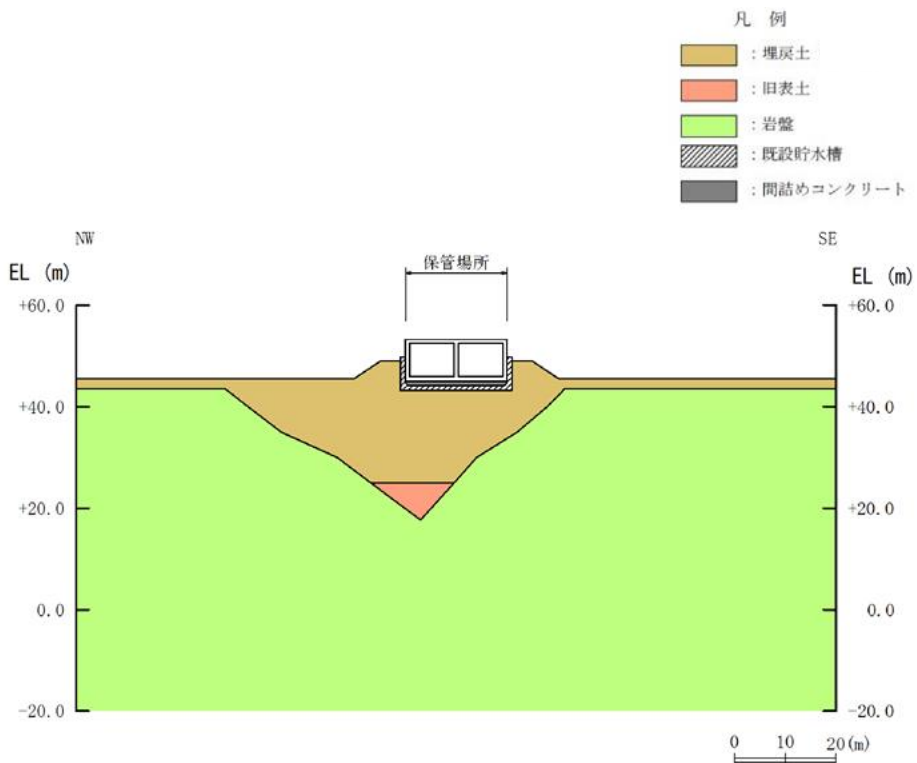 凡 例
：埋戻土
：旧表土
：岩盤
：既設貯水槽
：間詰めコンクリート
NW
SE
保管場所
EL (m)
EL (m)
+60.0
+60.0
+40.0
+40.0
+20.0
+20.0
0.0
0.0
-20.0
-20.0
0 10 20(m)